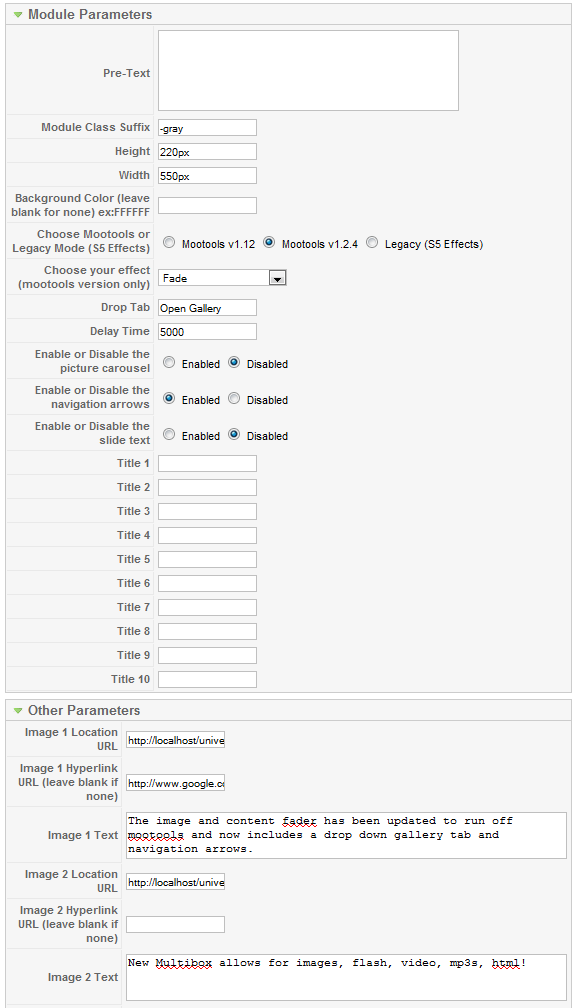 Module Parameters
Pre-Text
Module Class Suffix -gray
Height 220px
Width 550px
Background Color (leave
blank for none) ex:FFFFFF
Choose Mootools or
Legacy Mode (S5 Effects)
Mootools v1.12 Mootools v1.2.4 Legacy (S5 Effects)
Choose your effect
(mootools version only)
Fade
Drop Tab Open Gallery
Delay Time 5000
Enable or Disable the
picture carousel
Enabled Disabled
Enable or Disable the
navigation arrows
Enabled Disabled
Enable or Disable the
slide text
Enabled Disabled
Title 1
Title 2
Title 3
Title 4
Title 5
Title 6
Title 7
Title 8
Title 9
Title 10
Other Parameters
Image 1 Location
URL
http://localhost/unive
Image 1 Hyperlink
URL (leave blank if
none)
http://www.google.co
Image 1 Text
The image and content fader has been updated to run off
mootools and now includes a drop down gallery tab and
navigation arrows.
Image 2 Location
URL
http://localhost/unive
Image 2 Hyperlink
URL (leave blank if
none)
Image 2 Text
New Multibox allows for images, flash, video, mp3s, html!